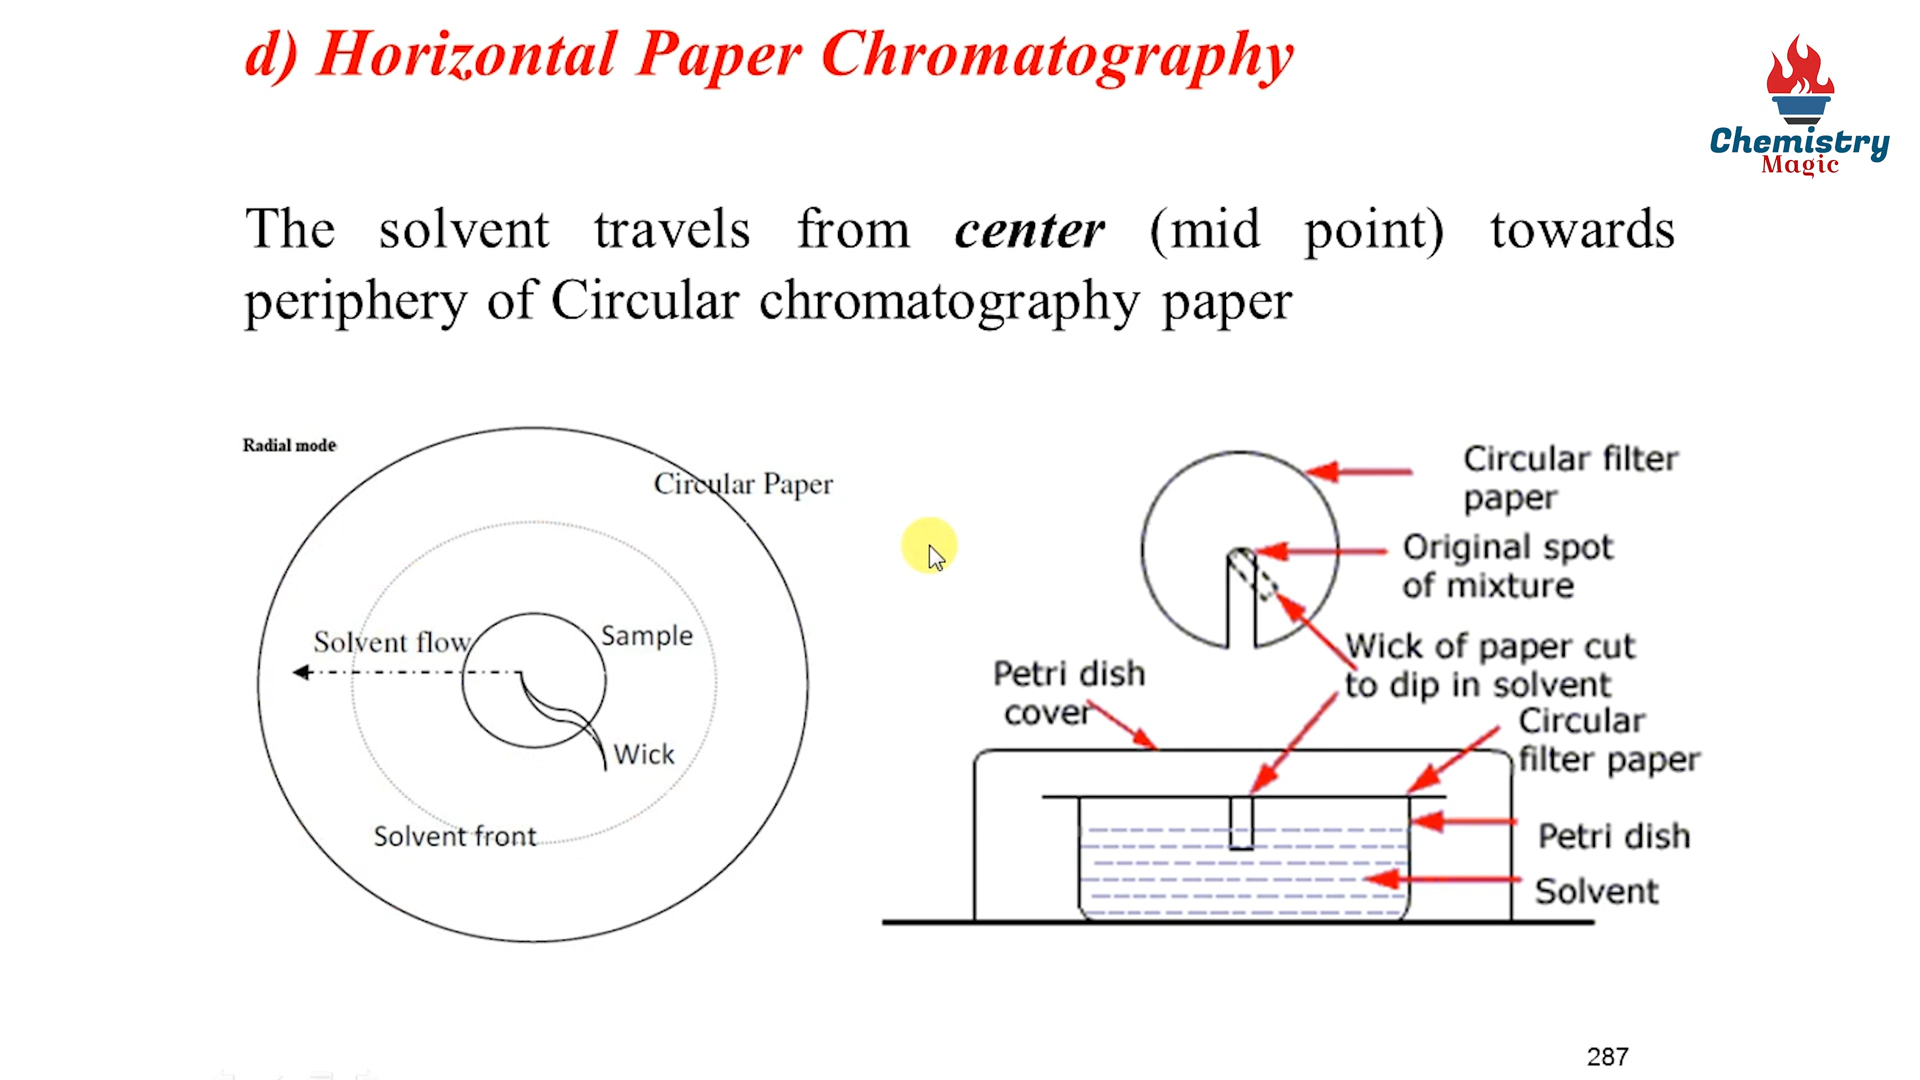 d) Horizontal Paper Chromatography
Chemistry
Magic
The solvent travels from center (mid point) towards
periphery of Circular chromatography paper
Radial mode
Circular Paper
Solvent flow
Sample
Wick
Solvent front
Circular filter
paper
Original spot
of mixture
Wick of paper cut
to dip in solvent
Petri dish
cover
Circular
filter paper
Petri dish
Solvent
287